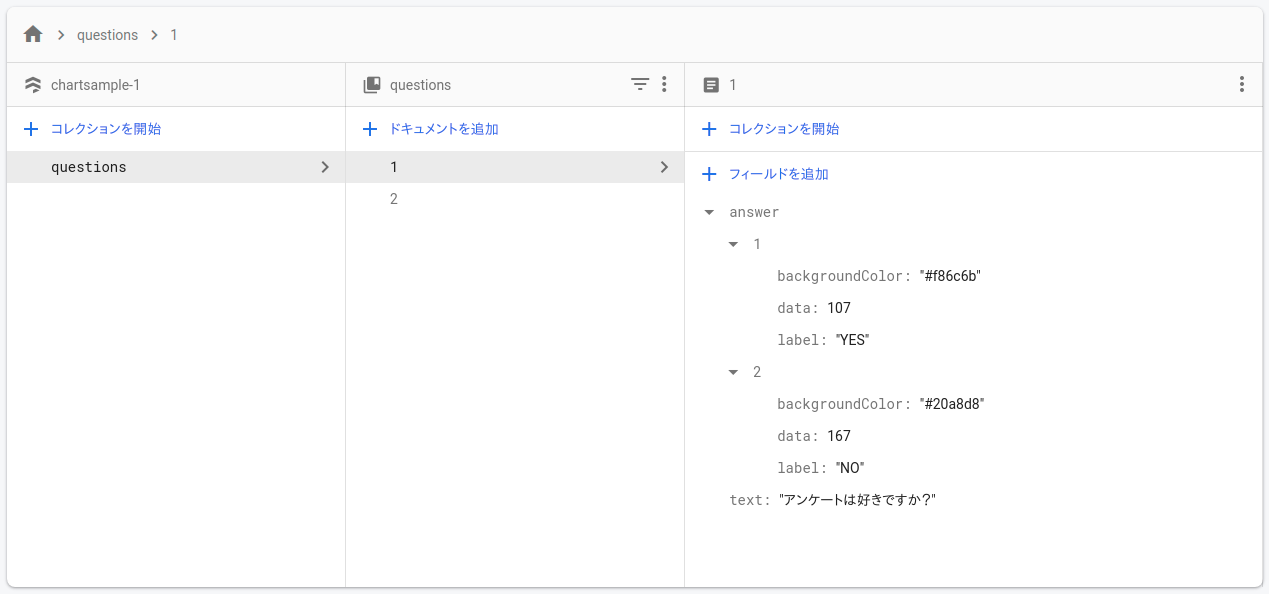 questions 1
chartsample-1
コレクションを開始
questions
questions
ドキュメントを追加
1
2
1
コレクションを開始
フィールドを追加
answer
1
backgroundColor: "#f86c6b"
data: 107
label: "YES"
2
backgroundColor: "#20a8d8"
data: 167
label: "NO"
text: "アンケートは好きですか?"